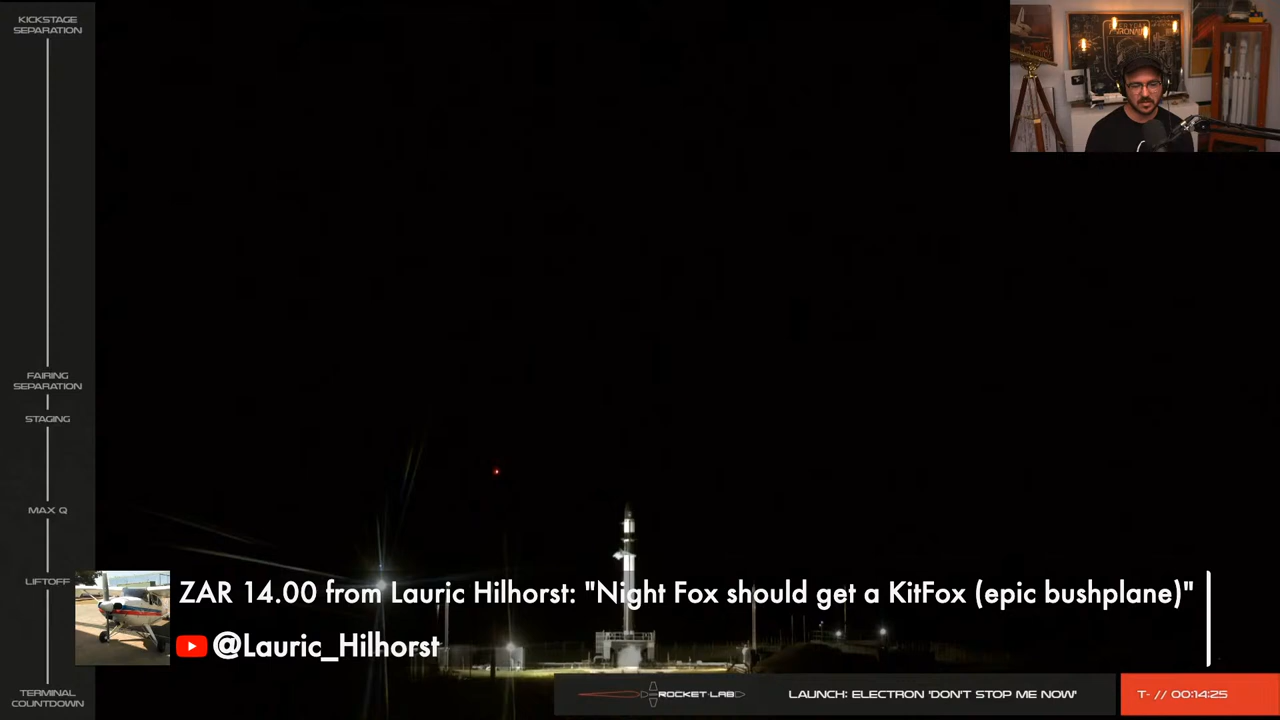 KICKSTAGE
SEPARATION
FAIRING
SEPARATION
STAGING
MAX Q
LIFTOFF
ZAR 14.00 from Lauric Hilhorst: "Night Fox should get a KitFox (epic bushplane)"
@Lauric_Hilhorst
TERMINAL
COUNTDOWN
ROCKET LAB
LAUNCH: ELECTRON 'DON'T STOP ME NOW'
T- // 00:14:25